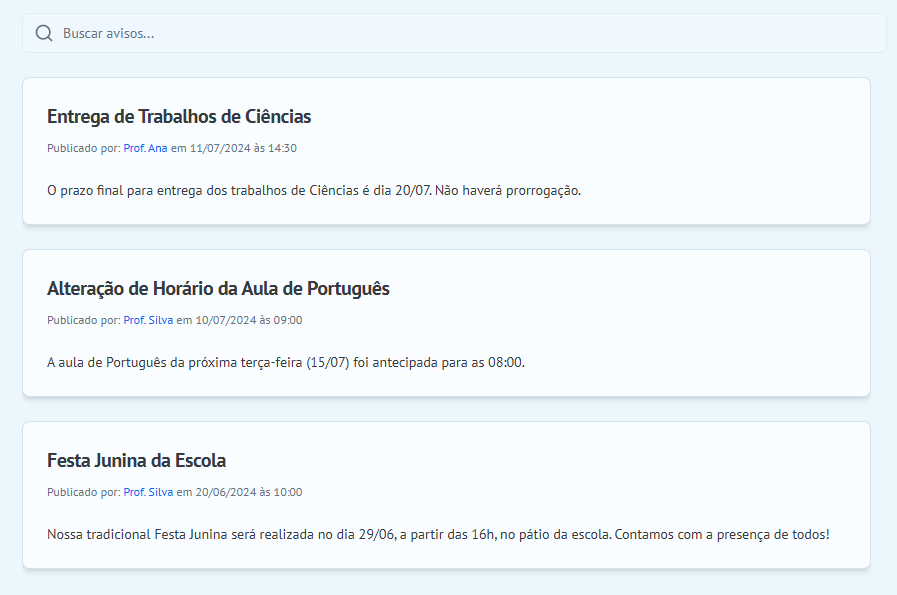 Buscar avisos...
Entrega de Trabalhos de Ciências
Publicado por: Prof. Ana em 11/07/2024 às 14:30
O prazo final para entrega dos trabalhos de Ciências é dia 20/07. Não haverá prorrogação.
Alteração de Horário da Aula de Português
Publicado por: Prof. Silva em 10/07/2024 às 09:00
A aula de Português da próxima terça-feira (15/07) foi antecipada para as 08:00.
Festa Junina da Escola
Publicado por: Prof. Silva em 20/06/2024 às 10:00
Nossa tradicional Festa Junina será realizada no dia 29/06, a partir das 16h, no pátio da escola. Contamos com a presença de todos!